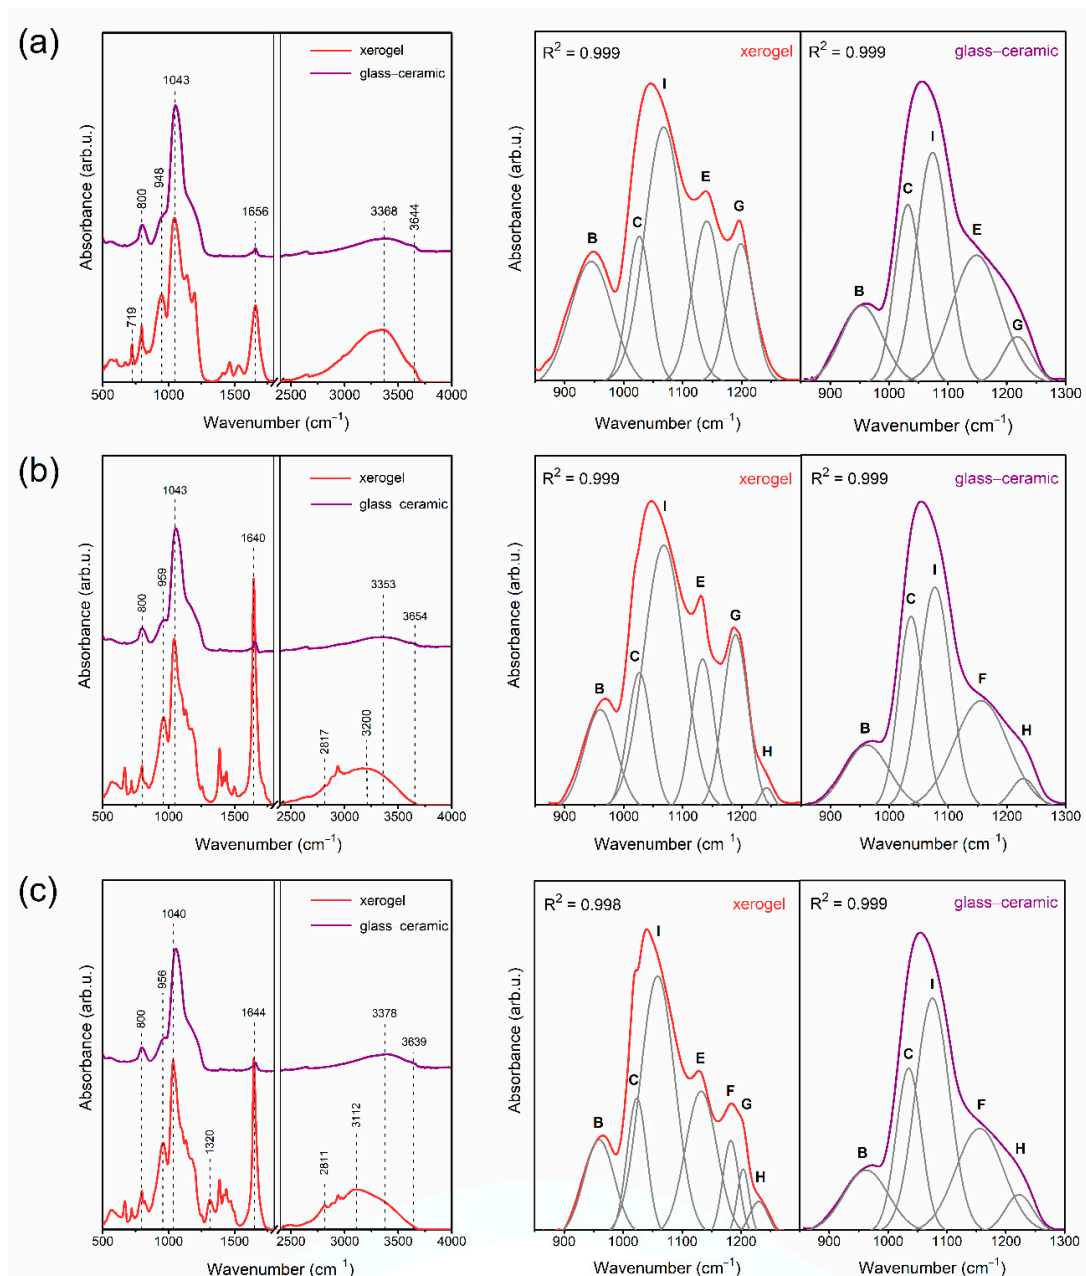 (a)
xerogel
glass–ceramic
1043
948
800
719
1656
3368
3644
Absorbance (arb.u.)
500 1000 1500 2500 3000 3500 4000
Wavenumber (cm⁻¹)
R² = 0.999 xerogel
I
E
G
C
B
Absorbance (arb.u.)
900 1000 1100 1200
Wavenumber (cm⁻¹)
R² = 0.999 glass–ceramic
I
C
E
B
G
900 1000 1100 1200 1300
Wavenumber (cm⁻¹)
(b)
xerogel
glass ceramic
1043
959
800
1640
3353
3654
2817
3200
Absorbance (arb.u.)
500 1000 1500 2500 3000 3500 4000
Wavenumber (cm⁻¹)
R² = 0.999 xerogel
I
E
G
C
B
H
Absorbance (arb.u.)
900 1000 1100 1200
Wavenumber (cm⁻¹)
R² = 0.999 glass–ceramic
I
C
F
B
H
900 1000 1100 1200 1300
Wavenumber (cm⁻¹)
(c)
xerogel
glass ceramic
1040
956
800
1644
3378
3639
1320
2811
3112
Absorbance (arb.u.)
500 1000 1500 2500 3000 3500 4000
Wavenumber (cm⁻¹)
R² = 0.998 xerogel
I
E
C
F
G
B
H
Absorbance (arb.u.)
900 1000 1100 1200
Wavenumber (cm⁻¹)
R² = 0.999 glass–ceramic
I
C
F
B
H
900 1000 1100 1200 1300
Wavenumber (cm⁻¹)